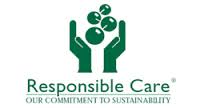 Responsible Care®
OUR COMMITMENT TO SUSTAINABILITY